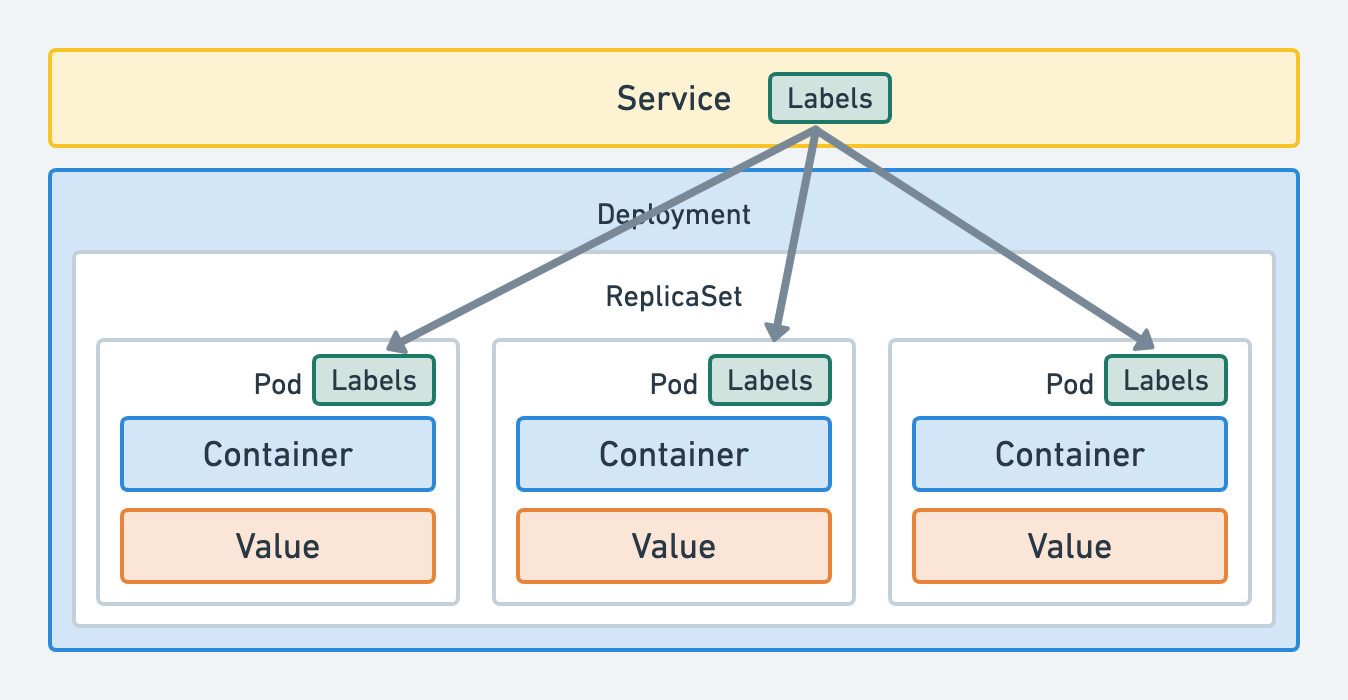 Service Labels
Deployment
ReplicaSet
Pod Labels
Container
Value
Pod Labels
Container
Value
Pod Labels
Container
Value